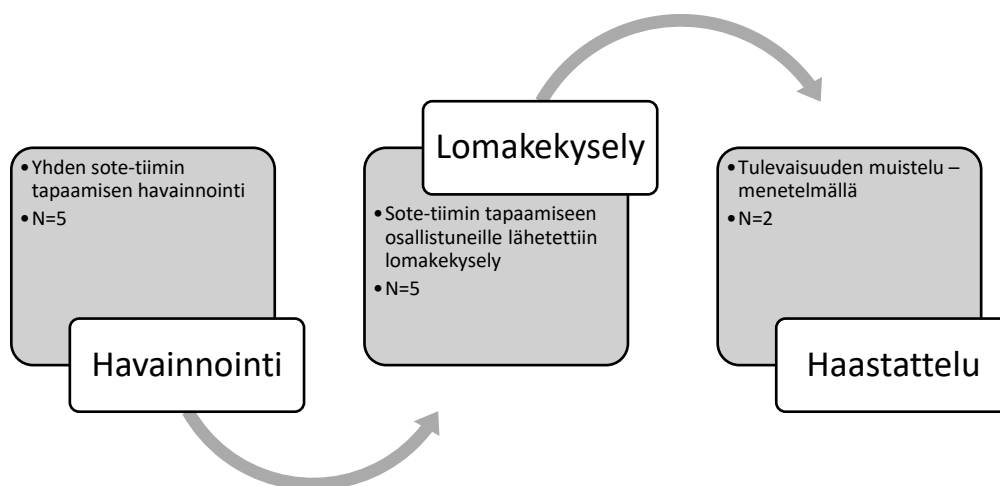 • Yhden sote-tiimin
tapaamisen havainnointi
• N=5
Havainnointi
Lomakekysely
• Sote-tiimin tapaamiseen
osallistuneille lähetettiin
lomakekysely
• N=5
• Tulevaisuuden muistelu –
menetelmällä
• N=2
Haastattelu